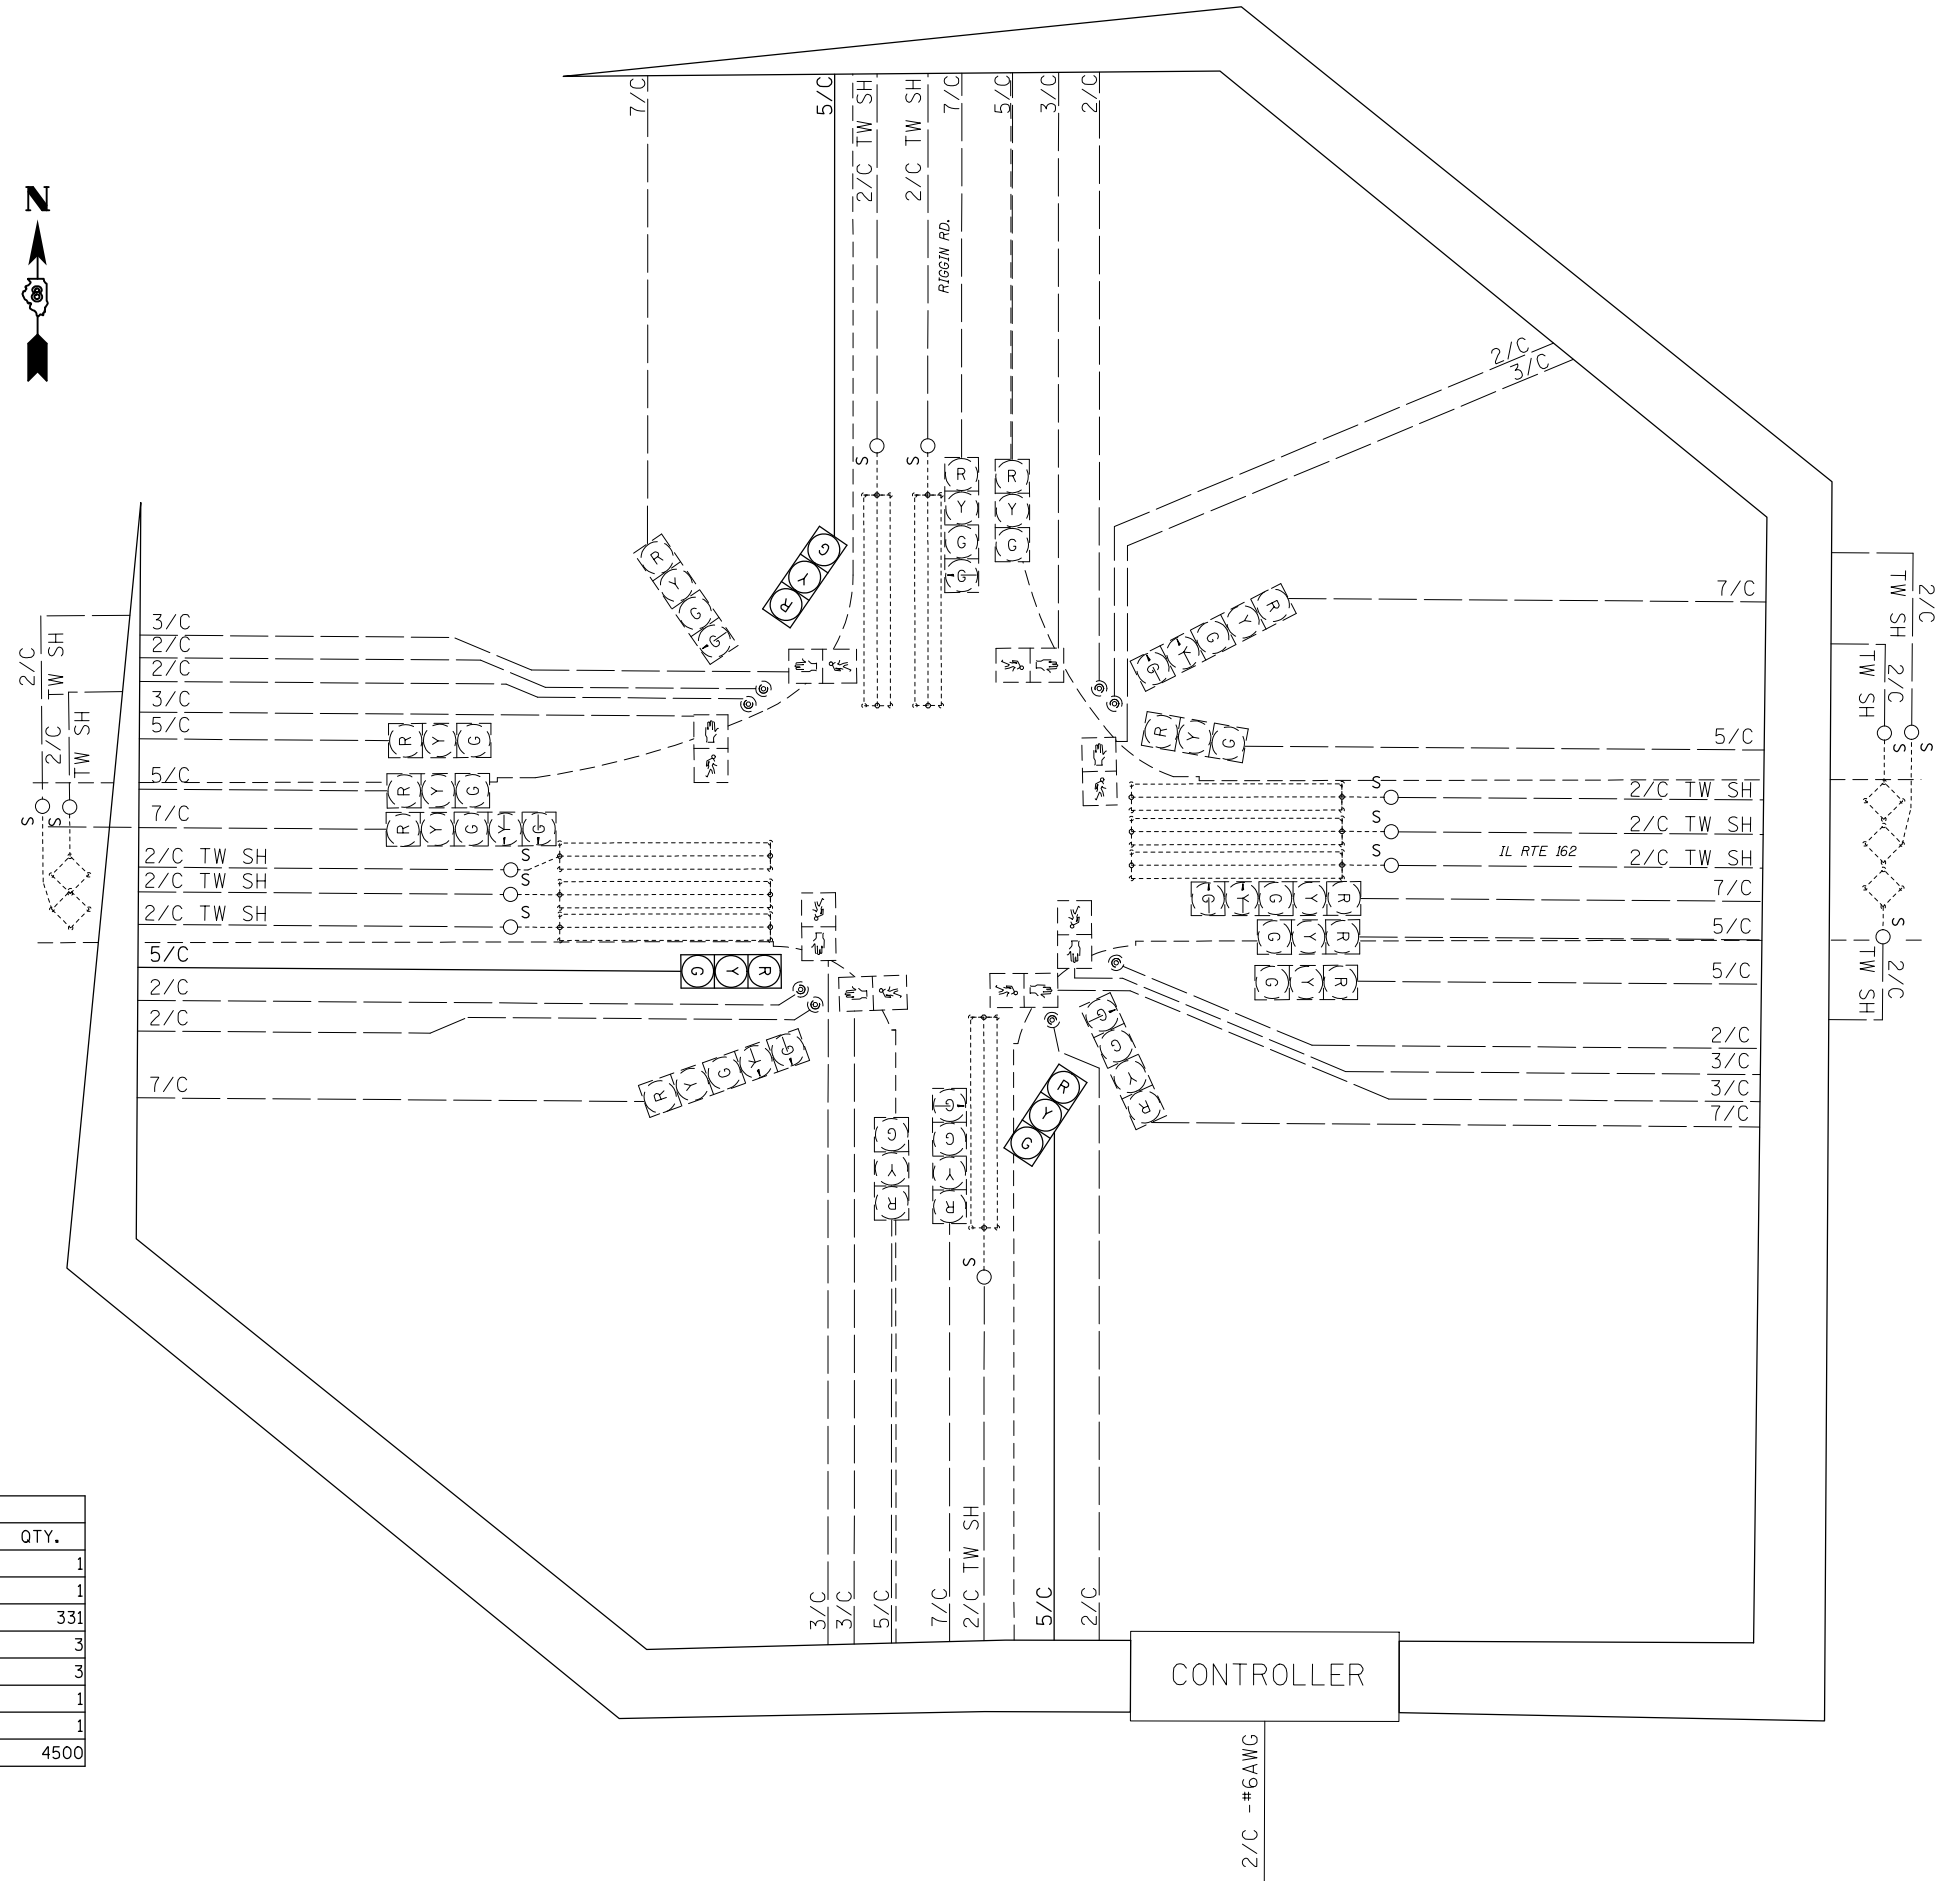 7/C
5/C
2/C TW SH
2/C TW SH
7/C
5/C
3/C
2/C
N
8
RIGGIN RD.
2/C
3/C
S
S
R
Y
G
G
R
Y
G
R
Y
G
G
G
Y
R
G
Y
G
Y
R
7/C
2/C
TW SH
2/C
TW SH
S
S
3/C
2/C
2/C
3/C
5/C
2/C
TW SH
2/C
TW SH
S
S
R Y G
5/C
R Y G
7/C
R Y G Y G
R Y G
5/C
S
2/C TW SH
S
2/C TW SH
S
2/C TW SH
IL RTE 162
2/C TW SH
S
2/C TW SH
S
2/C TW SH
S
G Y G Y R
7/C
G Y R
5/C
G Y R
5/C
S
2/C
TW SH
5/C
G Y R
2/C
2/C
7/C
R Y G Y G
G
G
Y
R
2/C
3/C
3/C
7/C
R
Y
G
G
Y
R
G
G
Y
R
S
3/C
3/C
5/C
7/C
2/C TW SH
5/C
2/C
CONTROLLER
2/C -#6AWG
QTY.
1
1
331
3
3
1
1
4500